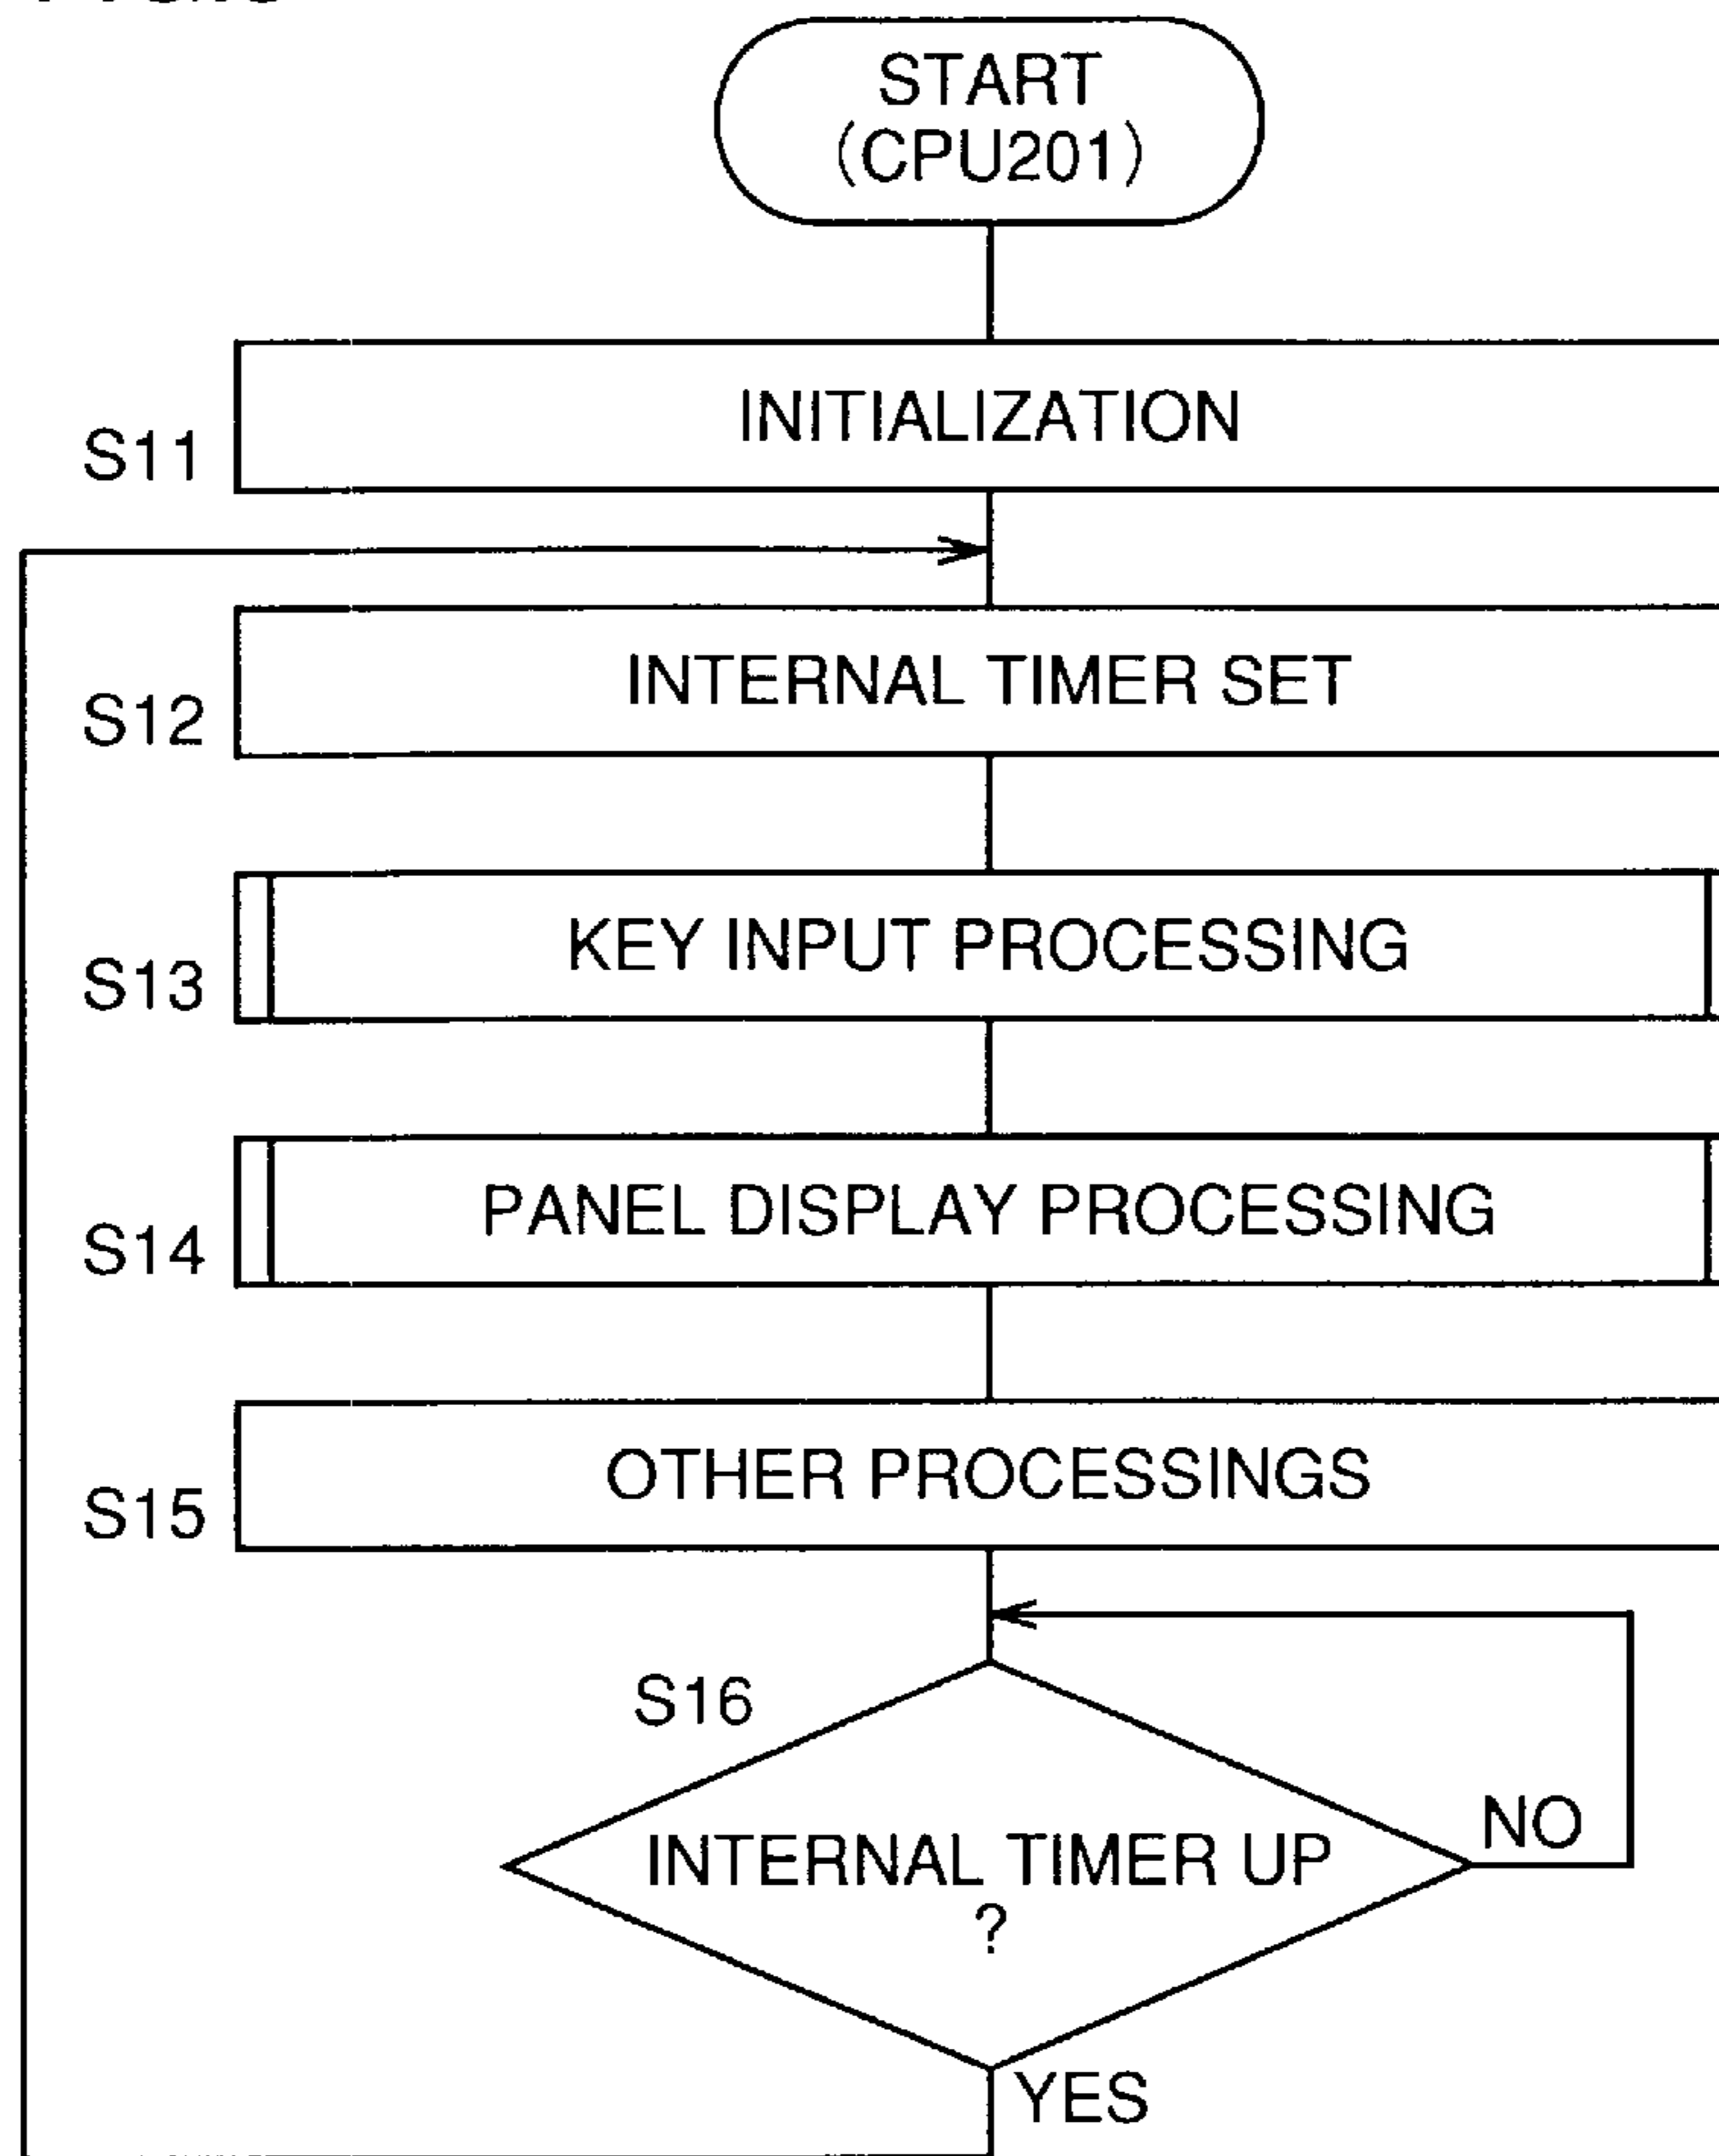 START
(CPU201)
INITIALIZATION
S11
INTERNAL TIMER SET
S12
KEY INPUT PROCESSING
S13
PANEL DISPLAY PROCESSING
S14
OTHER PROCESSINGS
S15
S16
NO
INTERNAL TIMER UP
?
YES